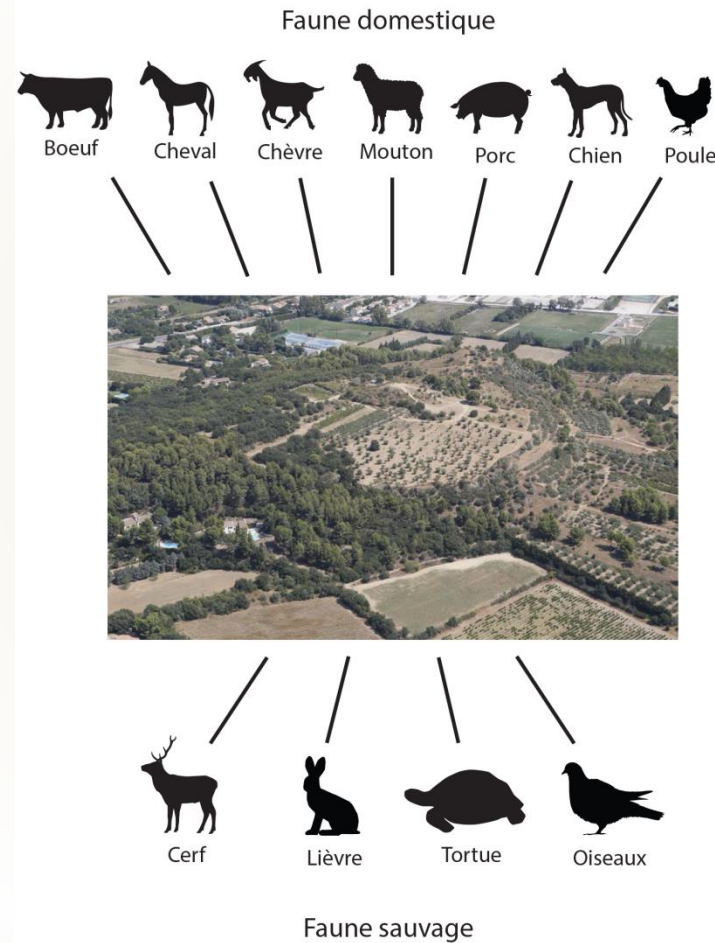 Faune domestique
Boeuf Cheval Chèvre Mouton Porc Chien Poule
Cerf Lièvre Tortue Oiseaux
Faune sauvage